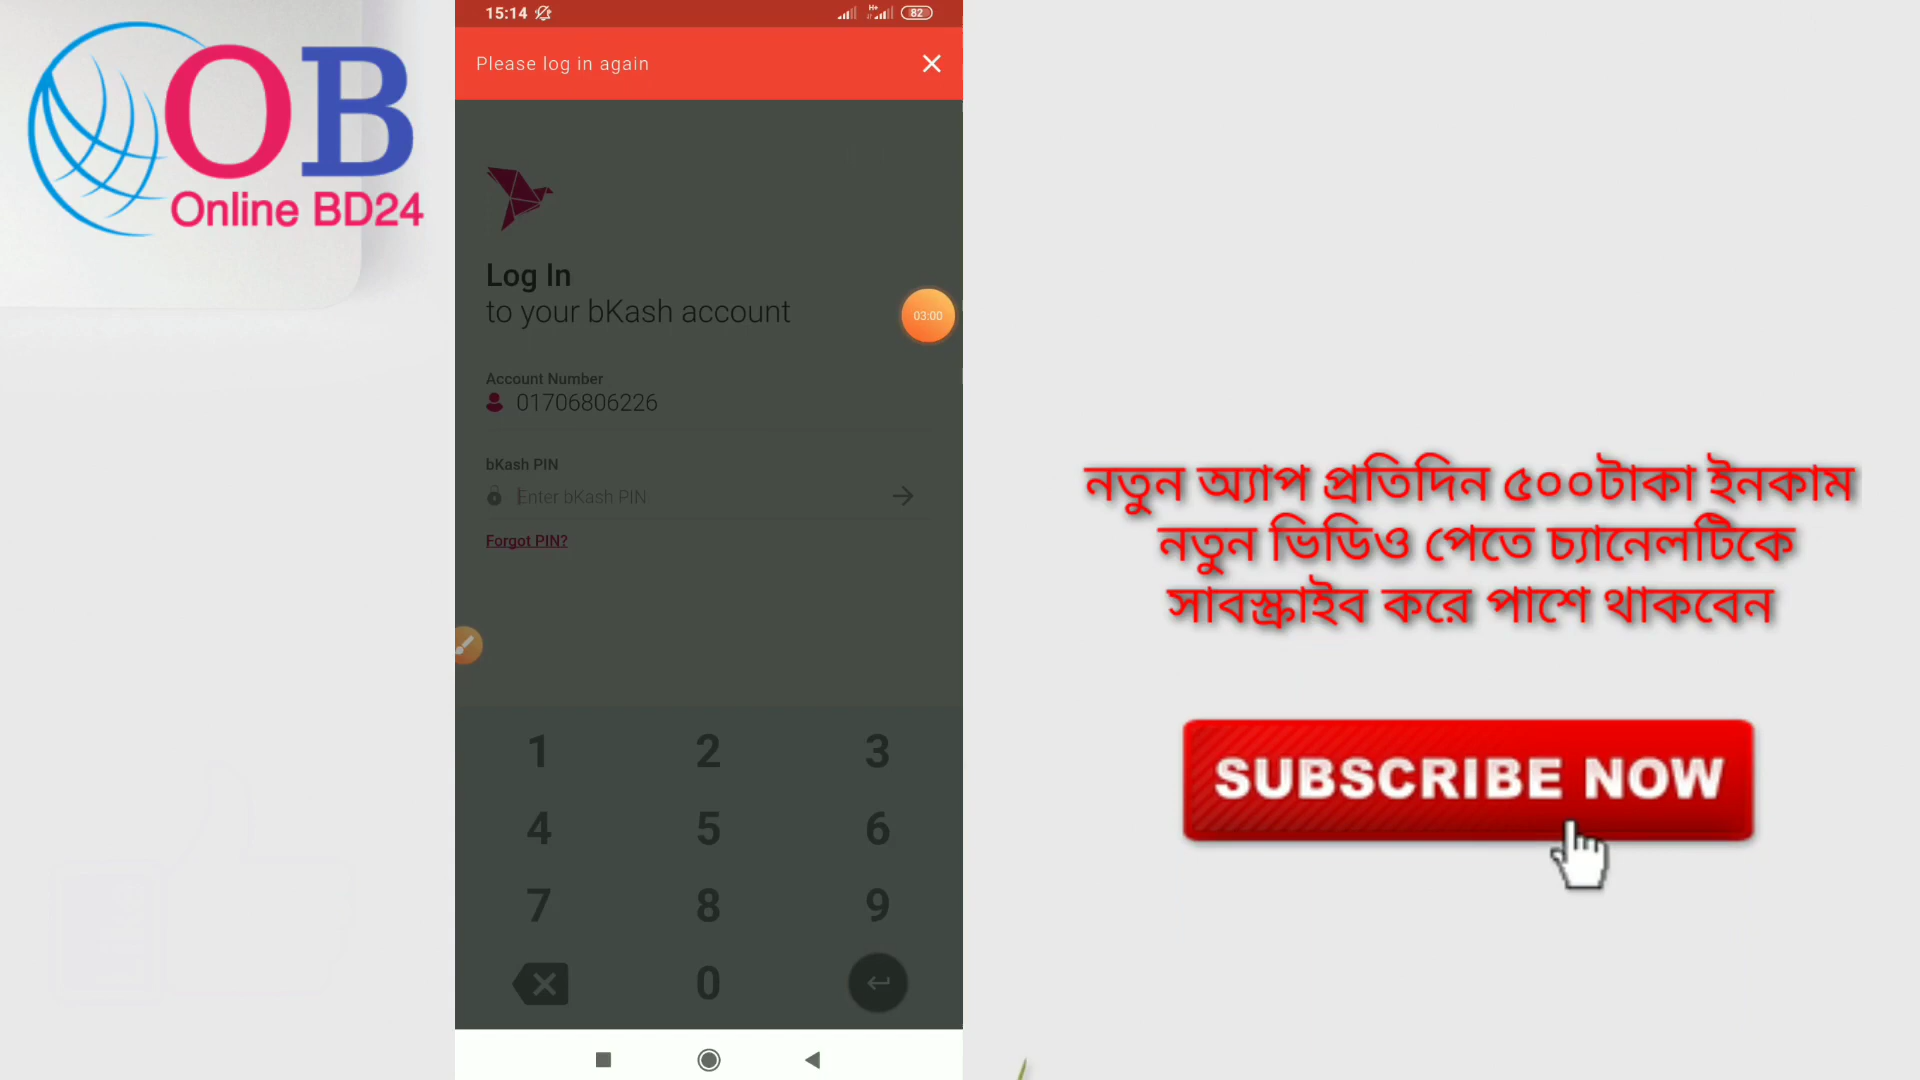 OB
Online BD24
15:14
H+
82
Please log in again
Log In
to your bKash account
03:00
Account Number
01706806226
bKash PIN
Enter bKash PIN
Forgot PIN?
1 2 3
4 5 6
7 8 9
0
নতুন অ্যাপ প্রতিদিন ৫০০টাকা ইনকাম
নতুন ভিডিও পেতে চ্যানেলটিকে
সাবস্ক্রাইব করে পাশে থাকবেন
SUBSCRIBE NOW